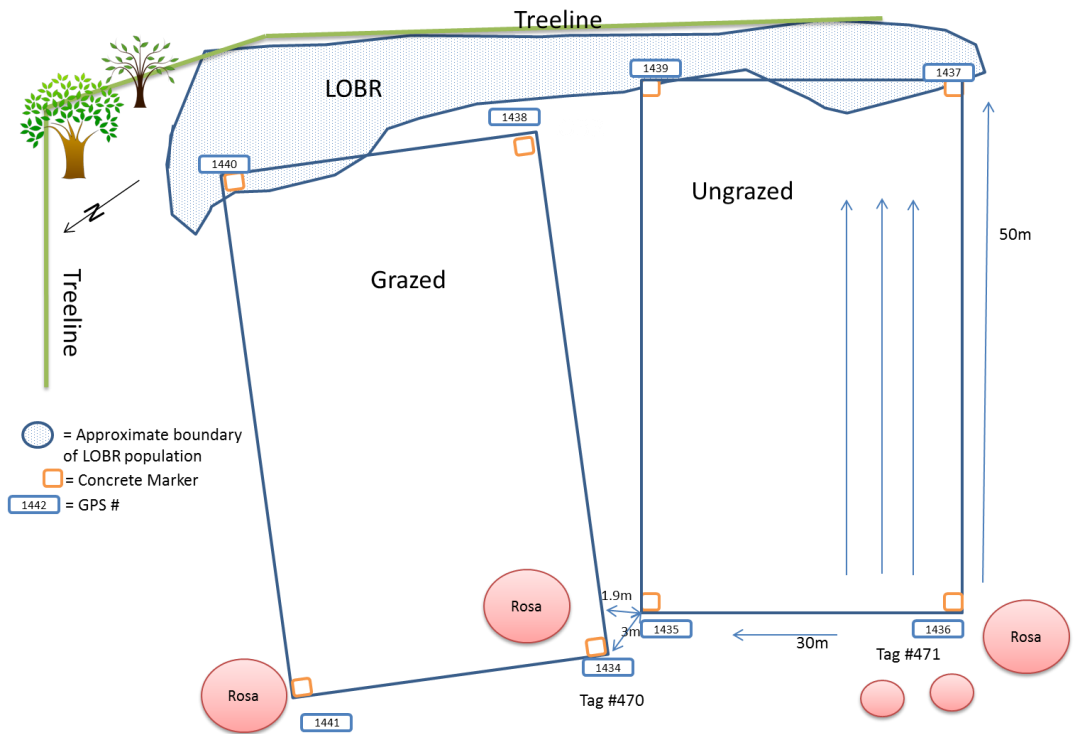 Treeline
1439
1437
LOBR
1438
1440
Ungrazed
N
50m
Treeline
Grazed
= Approximate boundary
of LOBR population
= Concrete Marker
1442
= GPS #
Rosa
1.9m
3m
1435
30m
1436
Rosa
Tag #471
1434
Tag #470
Rosa
1441